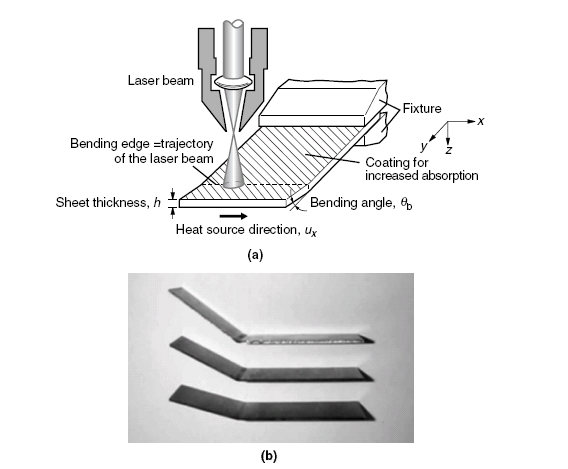 Laser beam
Fixture
x
y
z
Bending edge =trajectory
of the laser beam
Coating for
increased absorption
Sheet thickness, h
Bending angle, θb
Heat source direction, ux
(a)
(b)